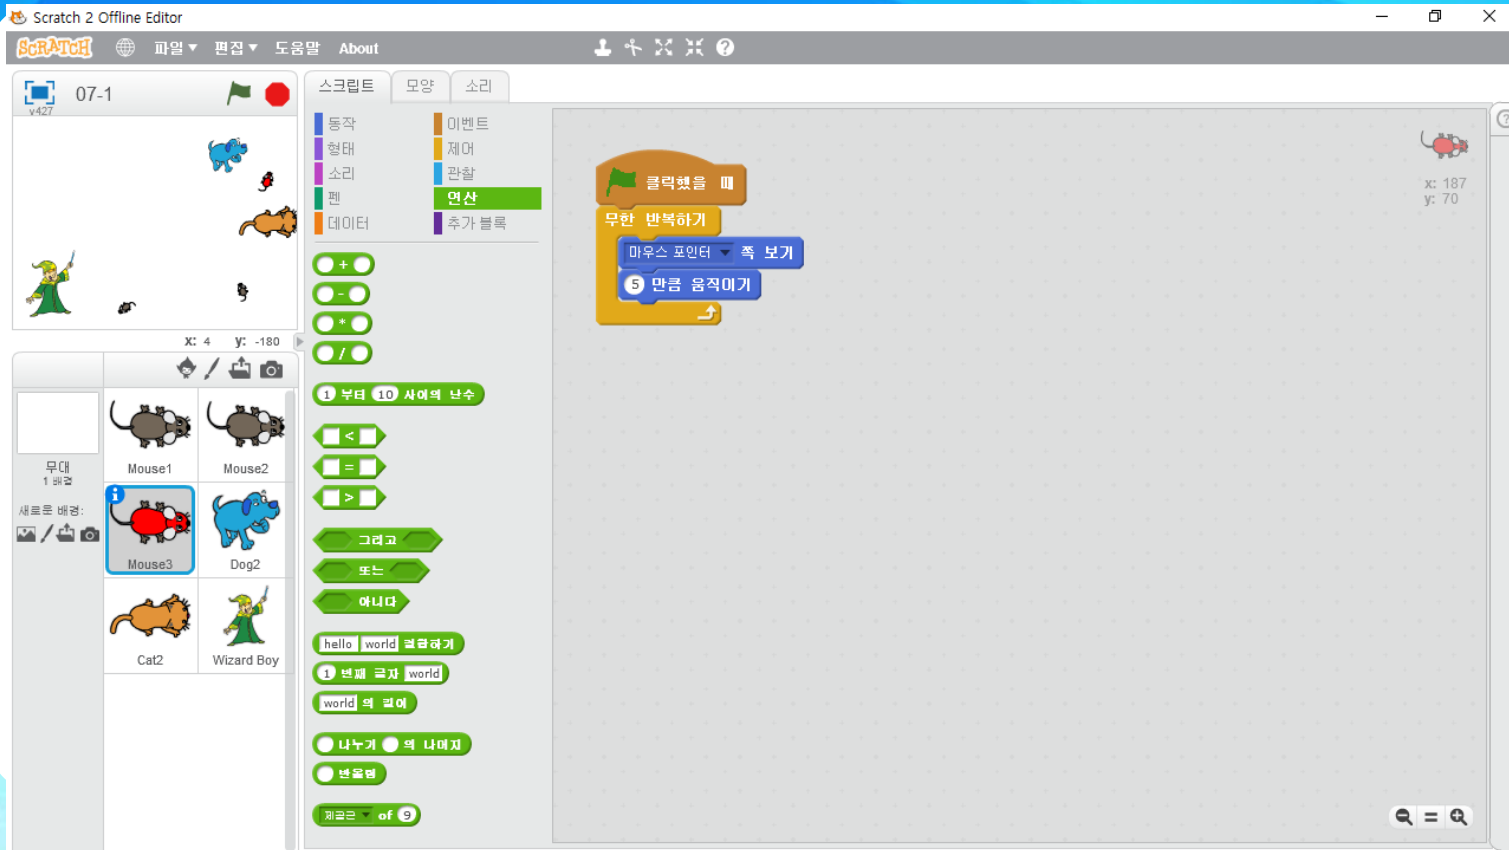 Scratch 2 Offline Editor
SCRATCH 파일 편집 도움말 About
v427
07-1
x: 4 y: -180
무대
1 배경
새로운 배경:
Mouse1
Mouse2
Mouse3
Dog2
Cat2
Wizard Boy
스크립트 모양 소리
동작 이벤트
형태 제어
소리 관찰
펜 연산
데이터 추가 블록
+
-
*
/
1 부터 10 사이의 난수
<
=
>
그리고
또는
아니다
hello world 결합하기
1 번째 글자 world
world 의 길이
나누기 의 나머지
반올림
제곱근 of 9
클릭했을 때
무한 반복하기
마우스 포인터 쪽 보기
5 만큼 움직이기
x: 187
y: 70